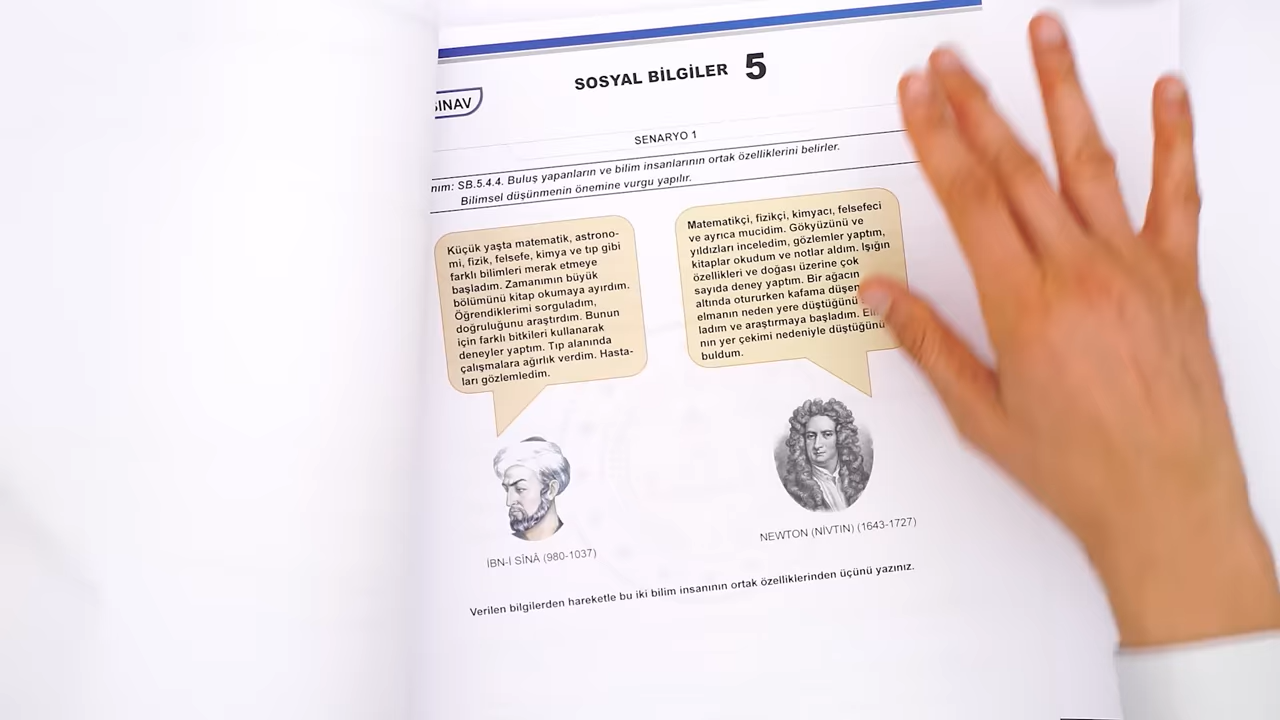 SOSYAL BİLGİLER 5
SINAV
SENARYO 1
nım: SB.5.4.4. Buluş yapanların ve bilim insanlarının ortak özelliklerini belirler.
Bilimsel düşünmenin önemine vurgu yapılır.
Küçük yaşta matematik, astrono-
mi, fizik, felsefe, kimya ve tıp gibi
farklı bilimleri merak etmeye
başladım. Zamanımın büyük
bölümünü kitap okumaya ayırdım.
Öğrendiklerimi sorguladım,
doğruluğunu araştırdım. Bunun
için farklı bitkileri kullanarak
deneyler yaptım. Tıp alanında
çalışmalara ağırlık verdim. Hasta-
ları gözlemledim.
Matematikçi, fizikçi, kimyacı, felsefeci
ve ayrıca mucidim. Gökyüzünü ve
yıldızları inceledim, gözlemler yaptım,
kitaplar okudum ve notlar aldım. Işığın
özellikleri ve doğası üzerine çok
sayıda deney yaptım. Bir ağacın
altında otururken kafama düşen
elmanın neden yere düştüğünü
ladım ve araştırmaya başladım.
nın yer çekimi nedeniyle düştüğünü
buldum.
İBN-İ SÎNÂ (980-1037)
NEWTON (NİVTIN) (1643-1727)
Verilen bilgilerden hareketle bu iki bilim insanının ortak özelliklerinden üçünü yazınız.